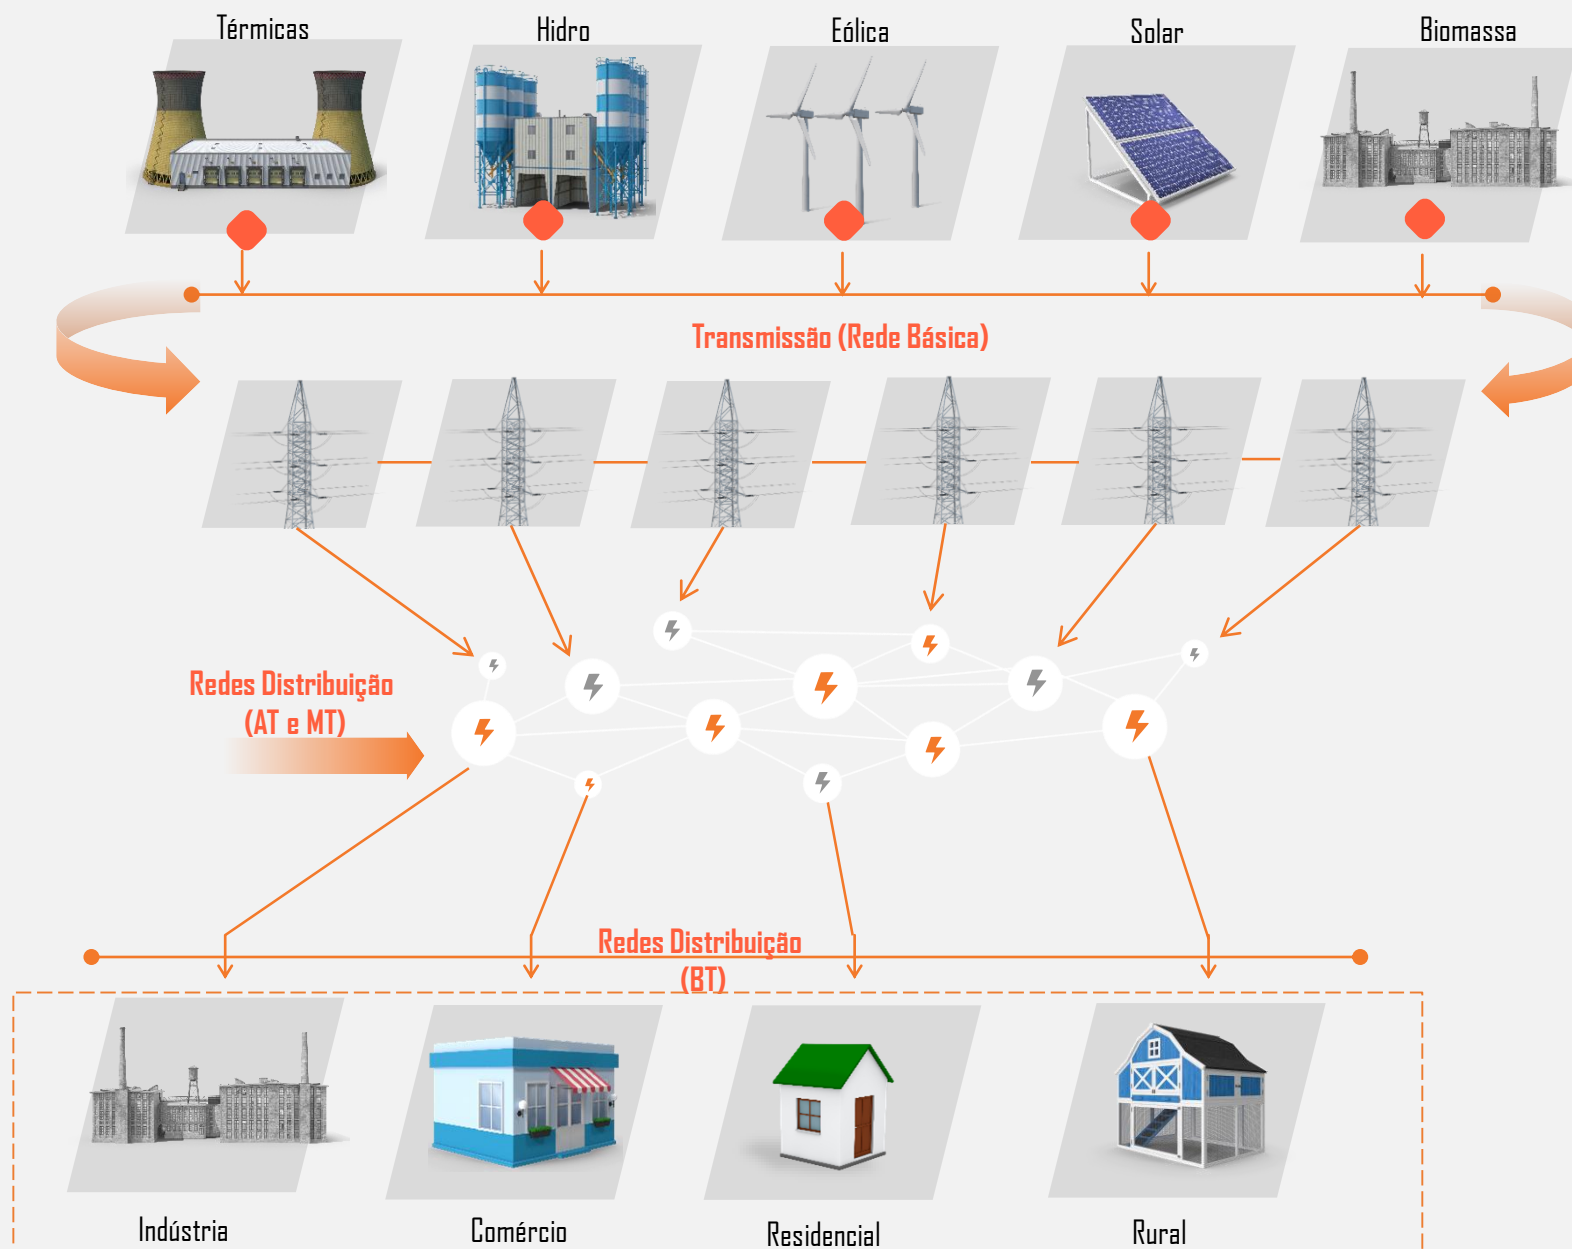 Térmicas
Hidro
Eólica
Solar
Biomassa
Transmissão (Rede Básica)
Redes Distribuição
(AT e MT)
Redes Distribuição
(BT)
Indústria
Comércio
Residencial
Rural